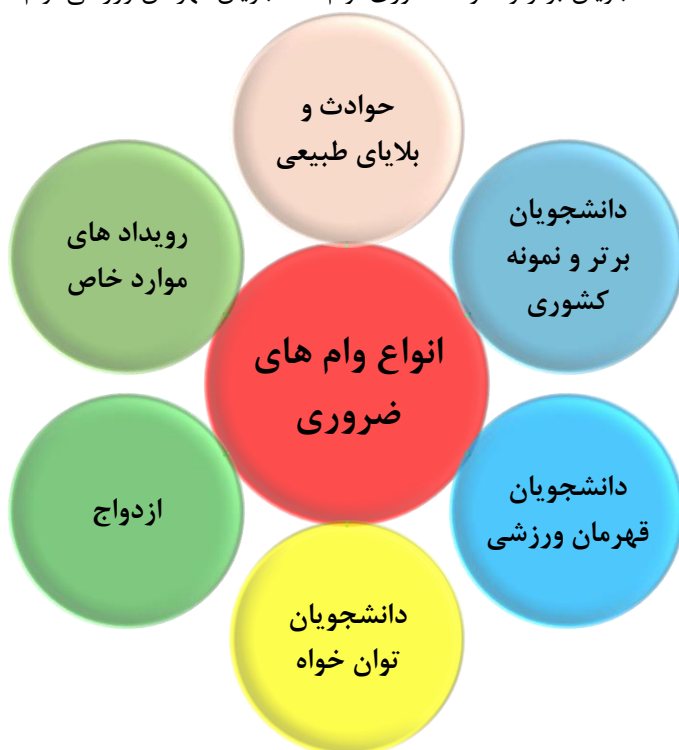 حوادث و
بلایای طبیعی
دانشجویان
برتر و نمونه
کشوری
رویداد های
موارد خاص
انواع وام های
ضروری
دانشجویان
قهرمان ورزشی
ازدواج
دانشجویان
توان خواه